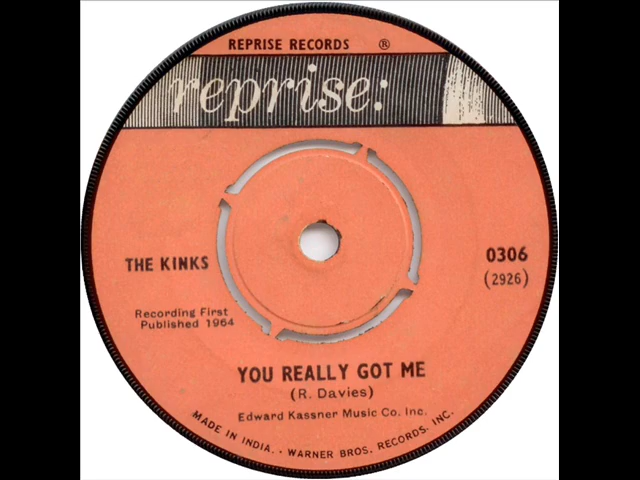 REPRISE RECORDS ®
reprise:
THE KINKS
0306
(2926)
Recording First
Published 1964
YOU REALLY GOT ME
(R. Davies)
Edward Kassner Music Co. Inc.
MADE IN INDIA. . WARNER BROS. RECORDS. INC.